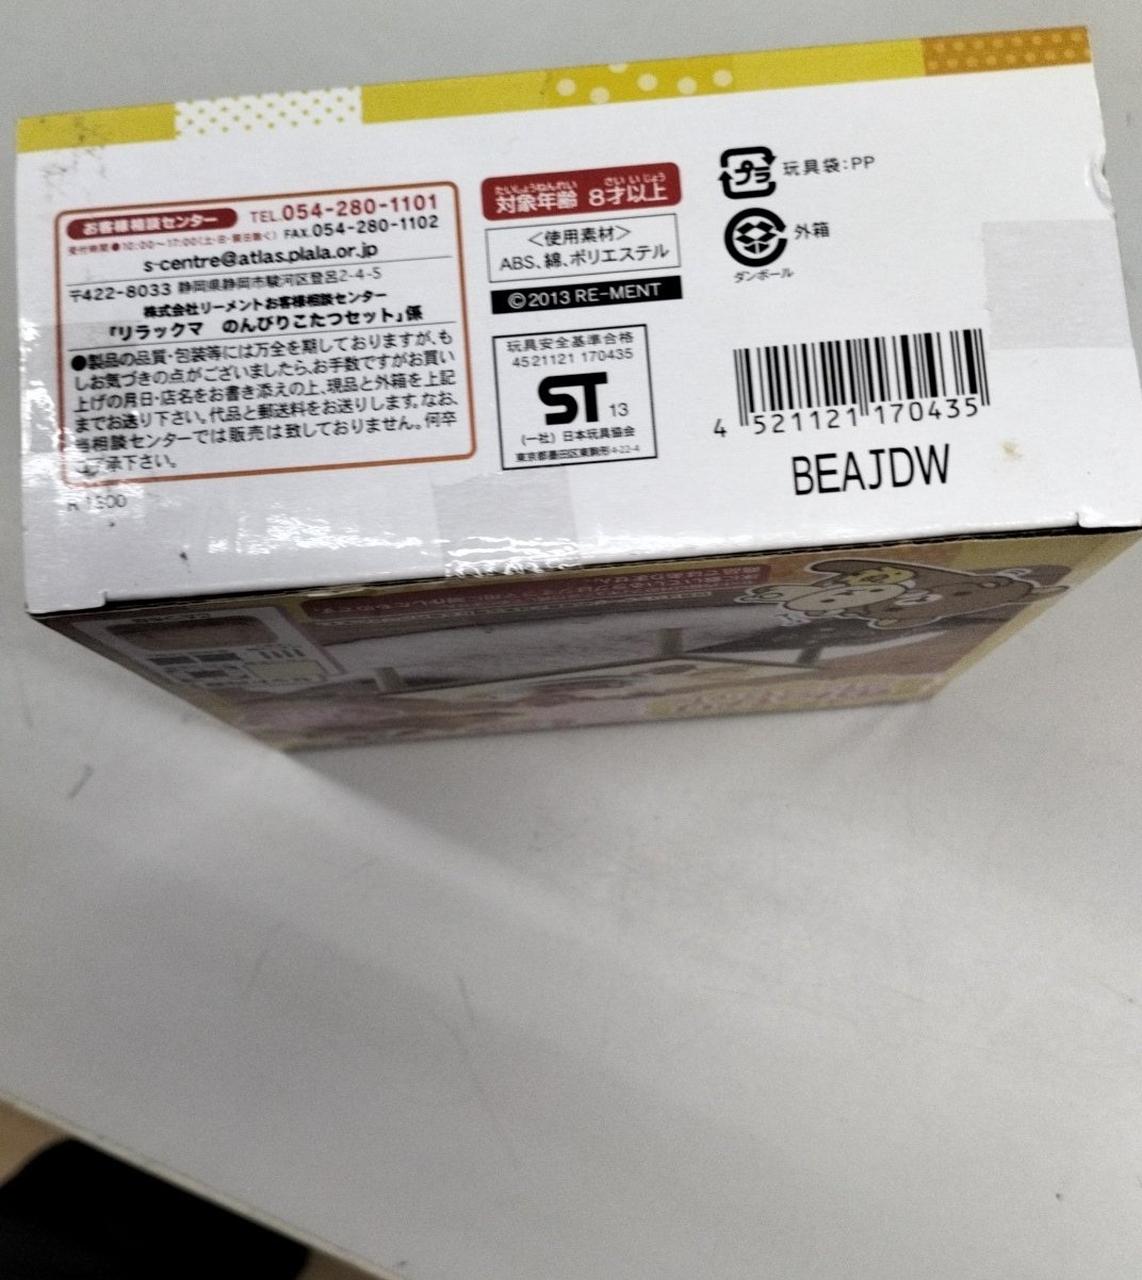 お客様相談センター TEL.054-280-1101
受付時間●10:00〜17:00(土・日・祭日除く) FAX.054-280-1102
s-centre@atlas.plala.or.jp
〒422-8033 静岡県静岡市駿河区登呂2-4-5
株式会社リーメントお客様相談センター
「リラックマ のんびりこたつセット」係
●製品の品質・包装等には万全を期しておりますが、も
しお気づきの点がございましたら、お手数ですがお買い
上げの月日・店名をお書き添えの上、現品と外箱を上記
までお送り下さい。代品と郵送料をお送りします。なお、
当相談センターでは販売は致しておりません。何卒
ご了承下さい。
たいしょうねんれい さい いじょう
対象年齢 8才以上
<使用素材>
ABS、綿、ポリエステル
©2013 RE-MENT
玩具安全基準合格
4521121 170435
ST 13
(一社) 日本玩具協会
東京都墨田区東駒形4-22-4
プラ 玩具袋:PP
外箱
ダンボール
4 521121 170435
BEAJDW